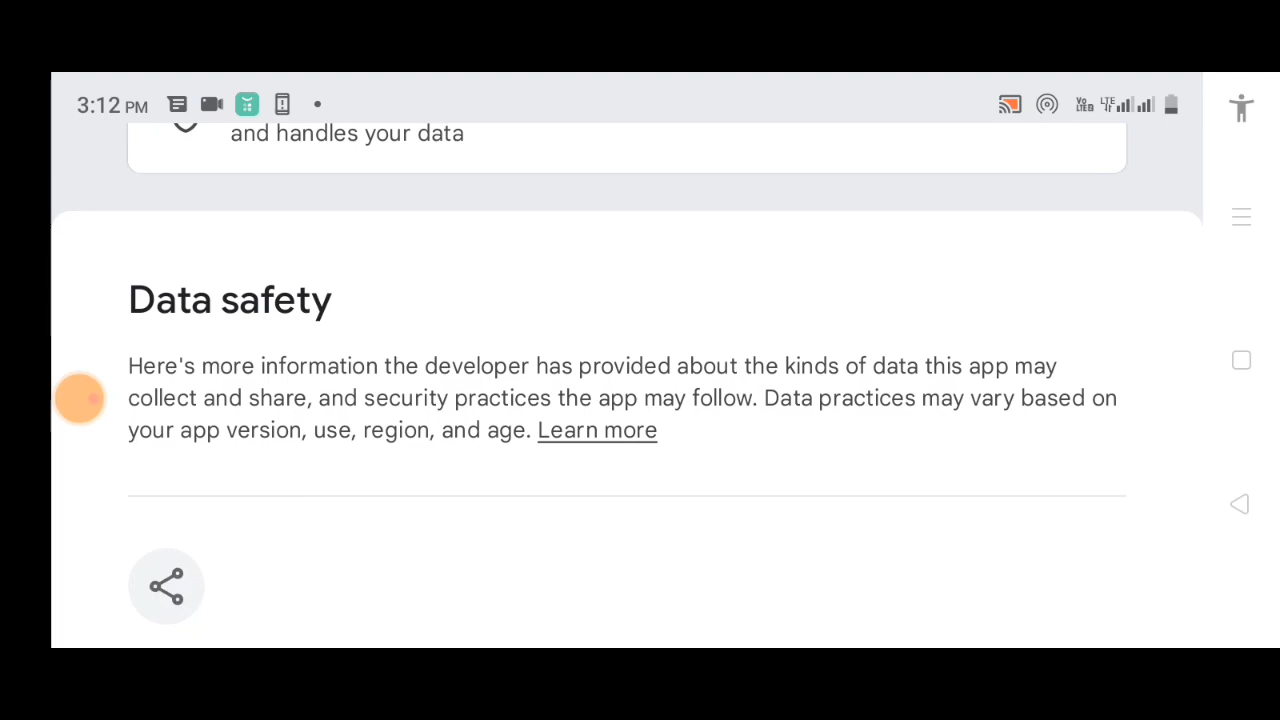 3:12 PM
and handles your data
Data safety
Here's more information the developer has provided about the kinds of data this app may
collect and share, and security practices the app may follow. Data practices may vary based on
your app version, use, region, and age. Learn more